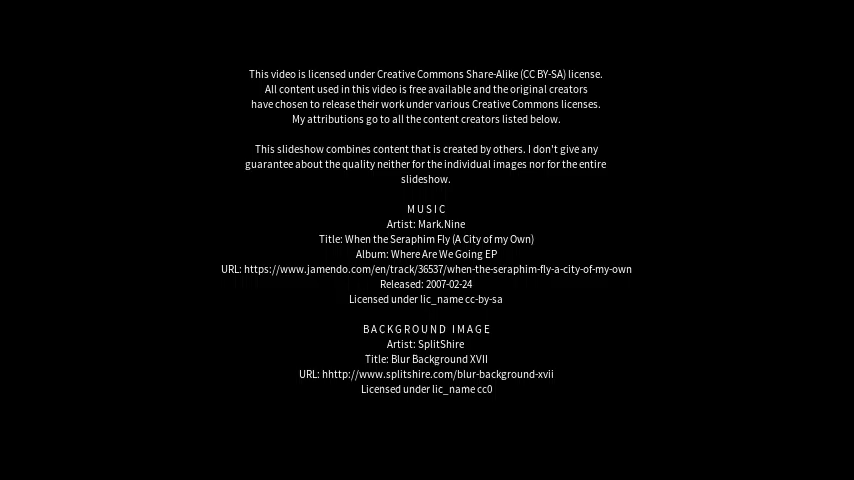 This video is licensed under Creative Commons Share-Alike (CC BY-SA) license.
All content used in this video is free available and the original creators
have chosen to release their work under various Creative Commons licenses.
My attributions go to all the content creators listed below.
This slideshow combines content that is created by others. I don't give any
guarantee about the quality neither for the individual images nor for the entire
slideshow.
M U S I C
Artist: Mark.Nine
Title: When the Seraphim Fly (A City of my Own)
Album: Where Are We Going EP
URL: https://www.jamendo.com/en/track/36537/when-the-seraphim-fly-a-city-of-my-own
Released: 2007-02-24
Licensed under lic_name cc-by-sa
B A C K G R O U N D   I M A G E
Artist: SplitShire
Title: Blur Background XVII
URL: hhttp://www.splitshire.com/blur-background-xvii
Licensed under lic_name cc0